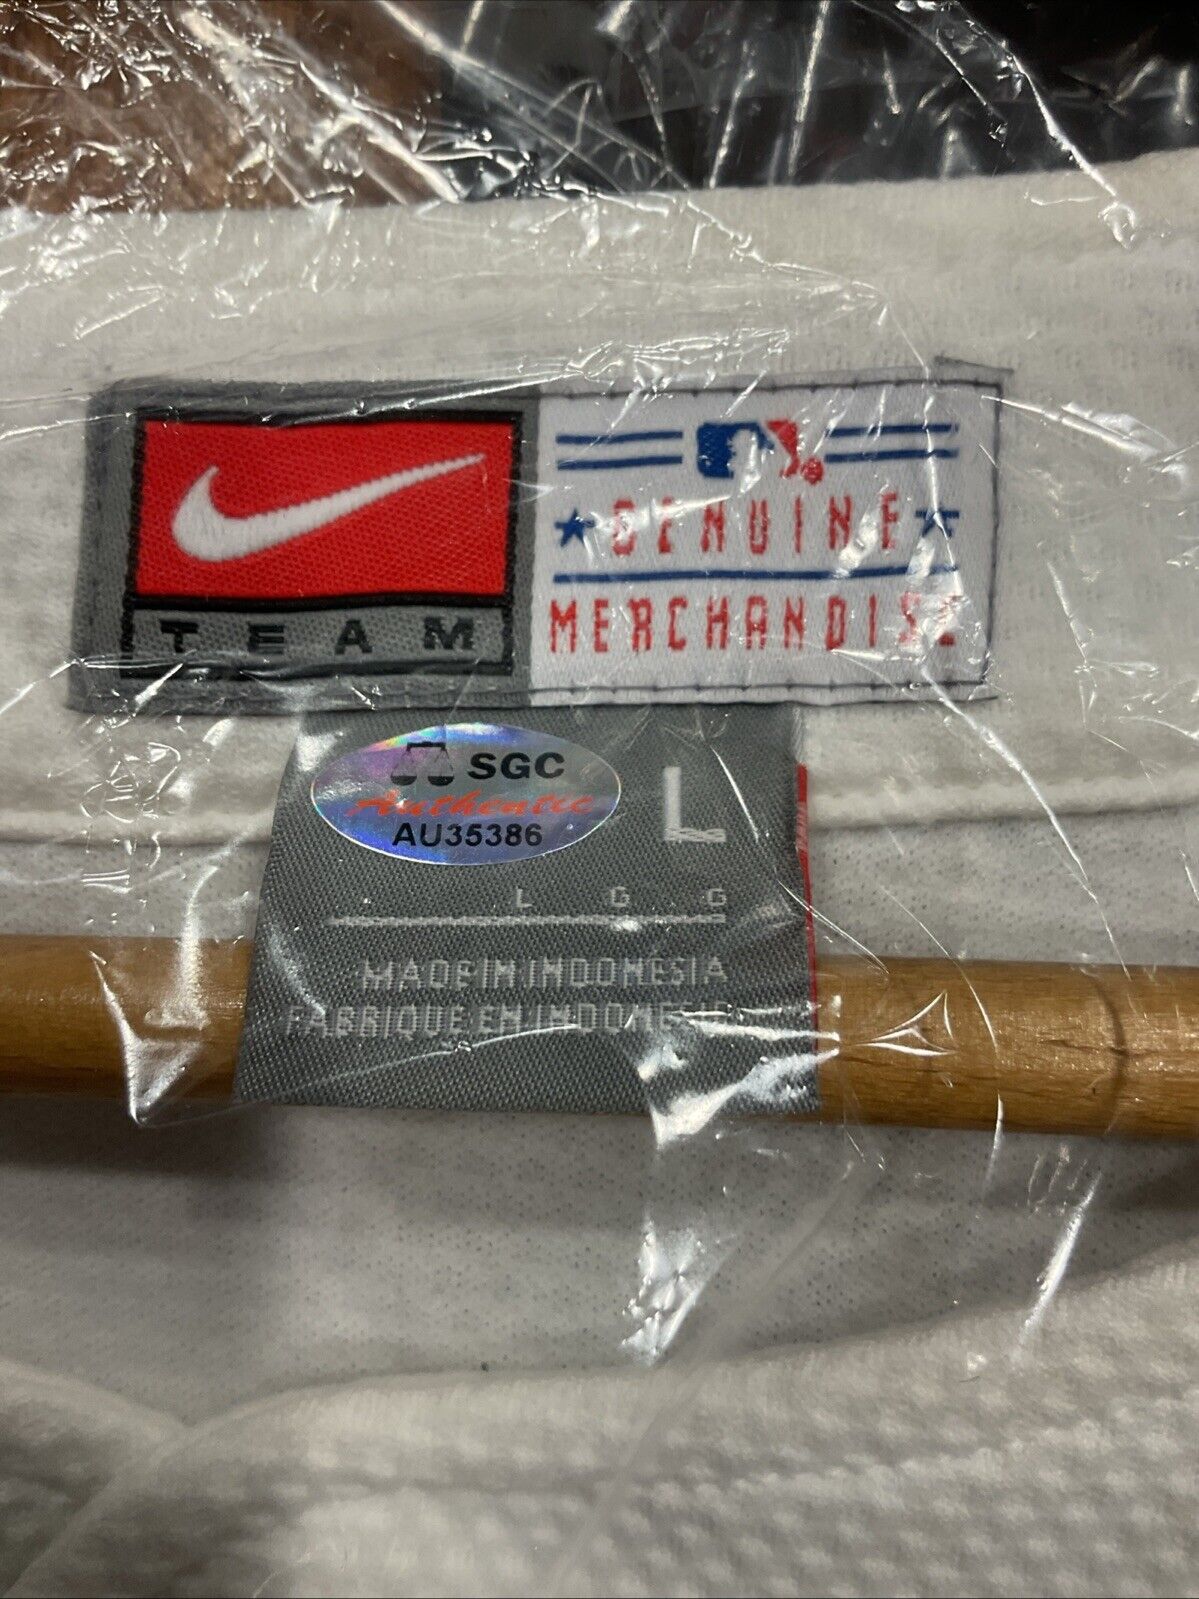 TEAM
GENUINE
MERCHANDISE
SGC
Authentic
AU35386
L
L G G
MADE IN INDONESIA
FABRIQUE EN INDONESIE